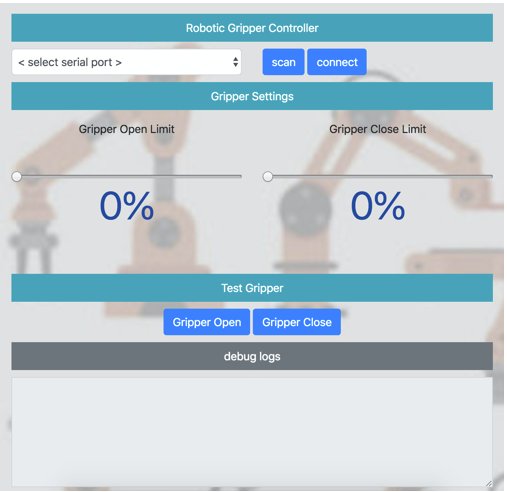 Robotic Gripper Controller
< select serial port > scan connect
Gripper Settings
Gripper Open Limit Gripper Close Limit
0% 0%
Test Gripper
Gripper Open Gripper Close
debug logs